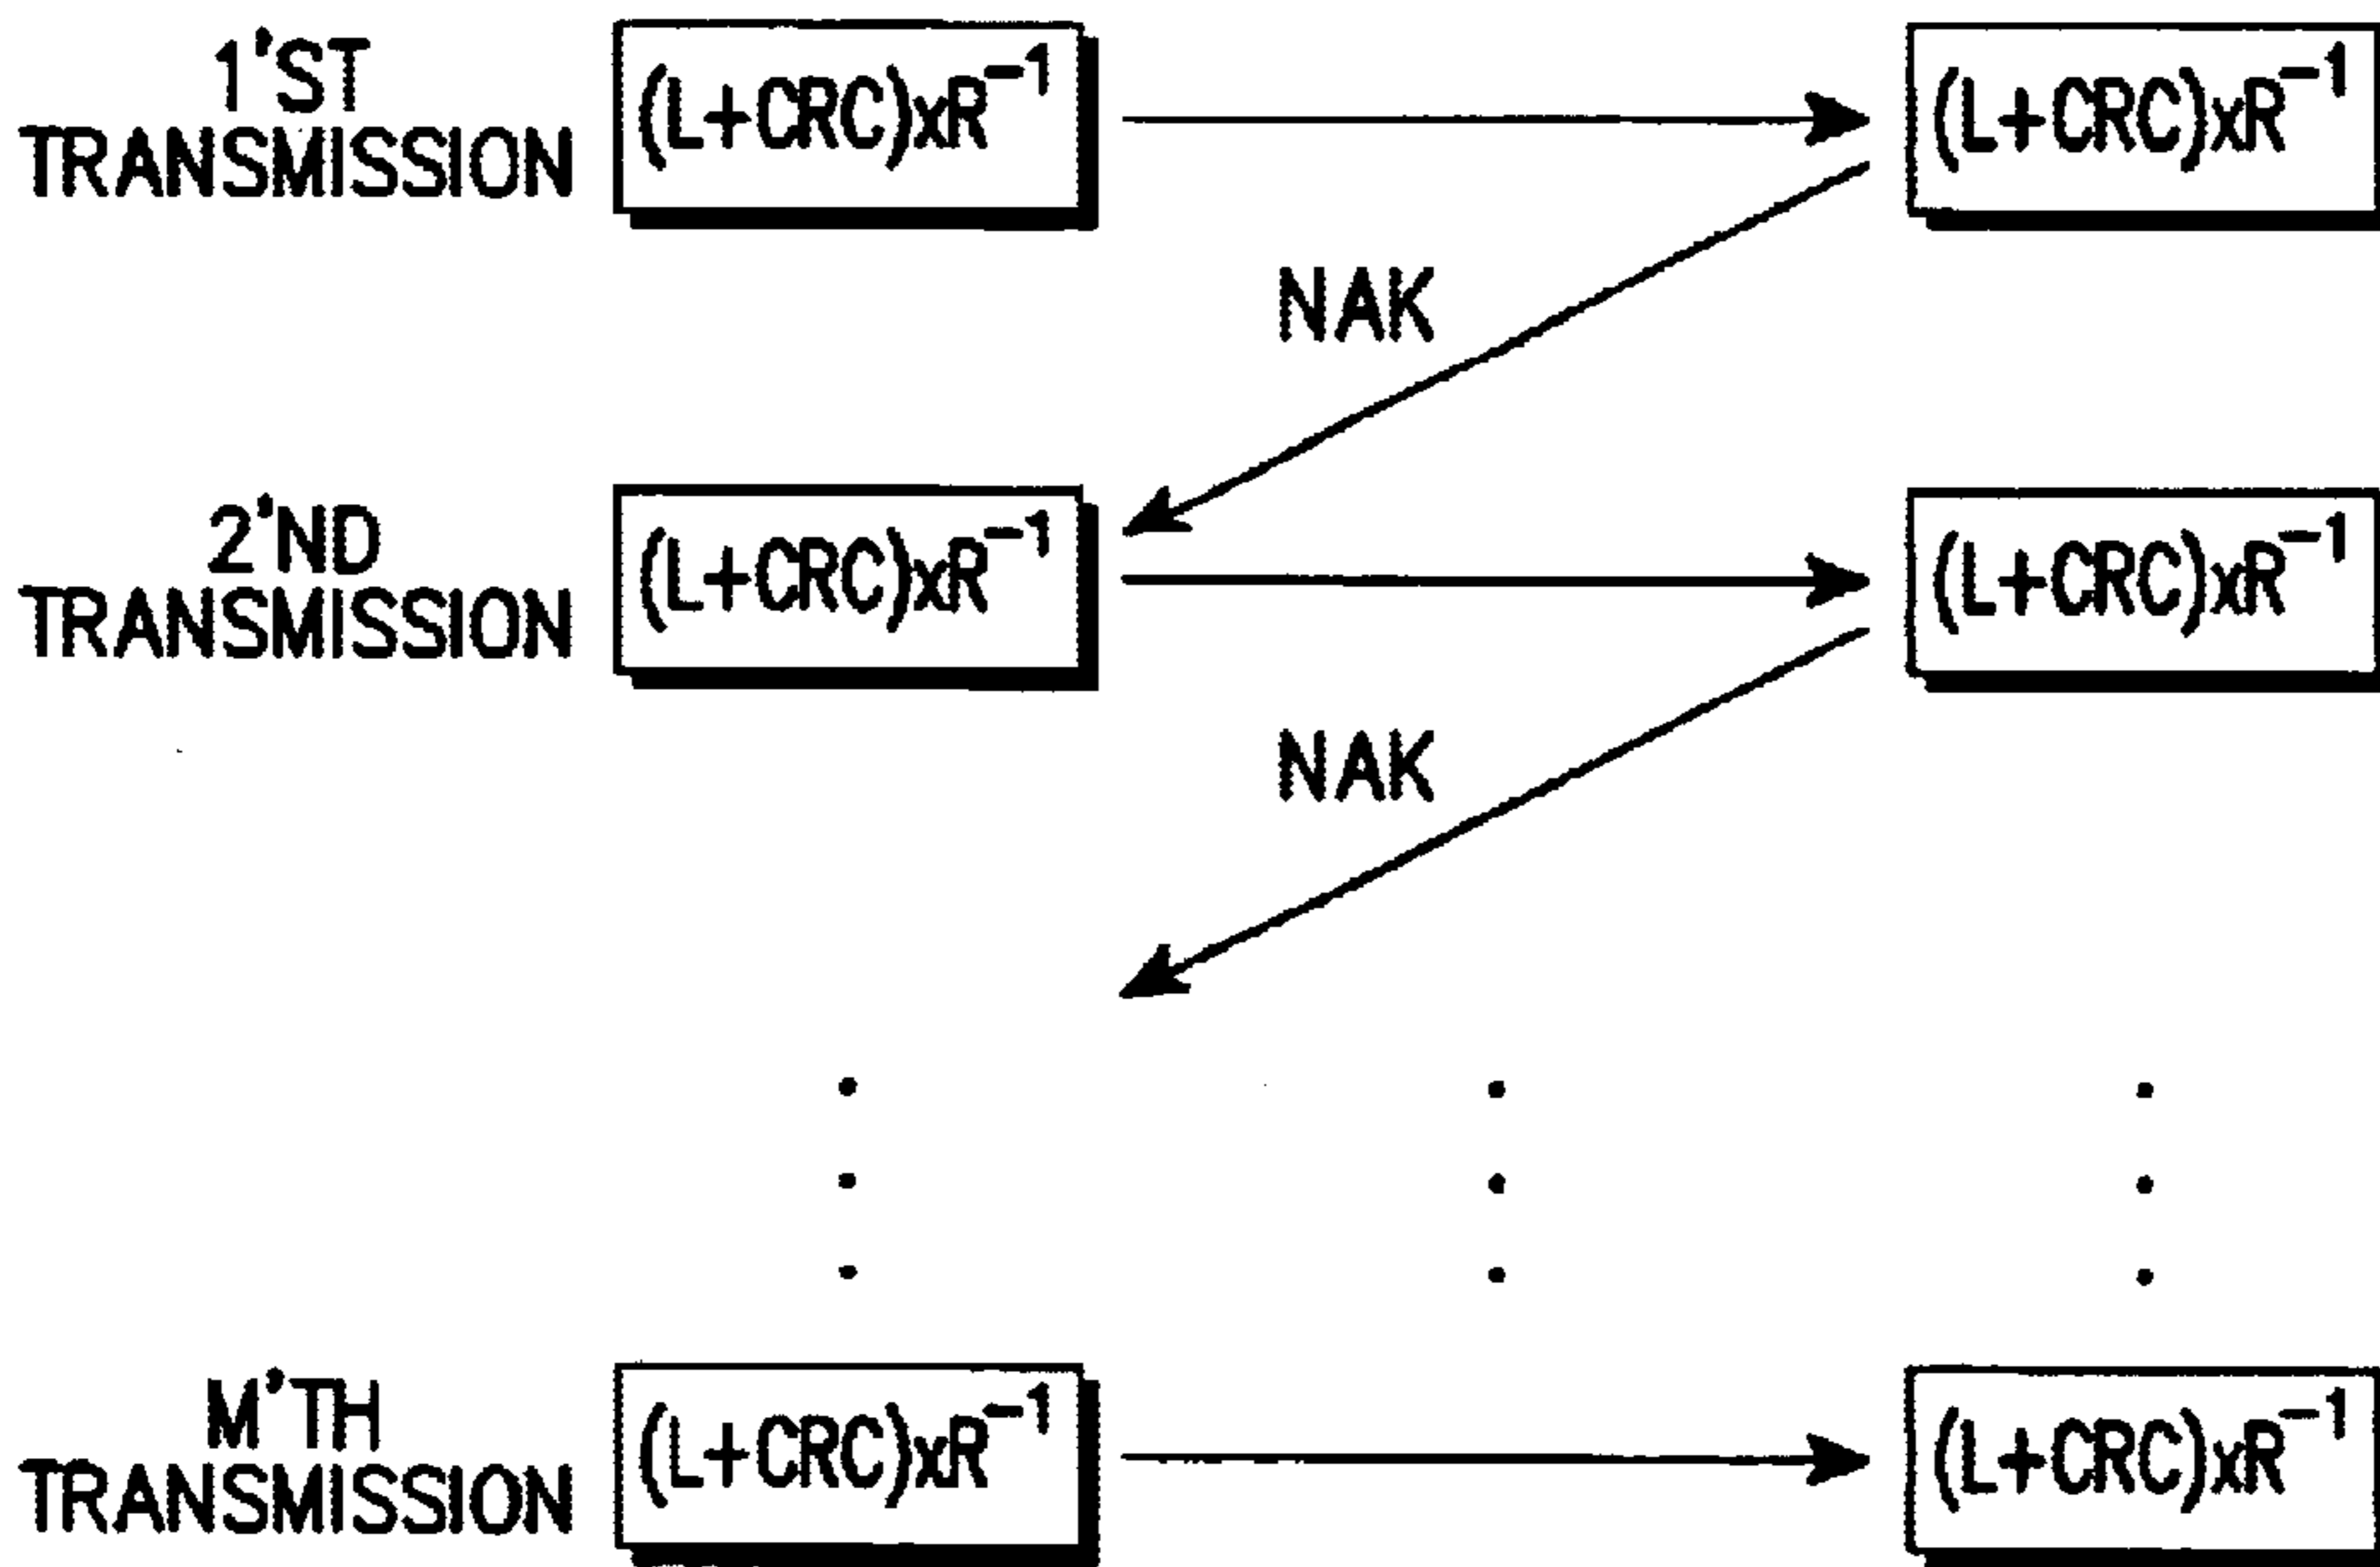 1'ST
TRANSMISSION
(L+CRC)xR⁻¹
(L+CRC)xR⁻¹
NAK
2'ND
TRANSMISSION
(L+CRC)xR⁻¹
(L+CRC)xR⁻¹
NAK
M'TH
TRANSMISSION
(L+CRC)xR⁻¹
(L+CRC)xR⁻¹